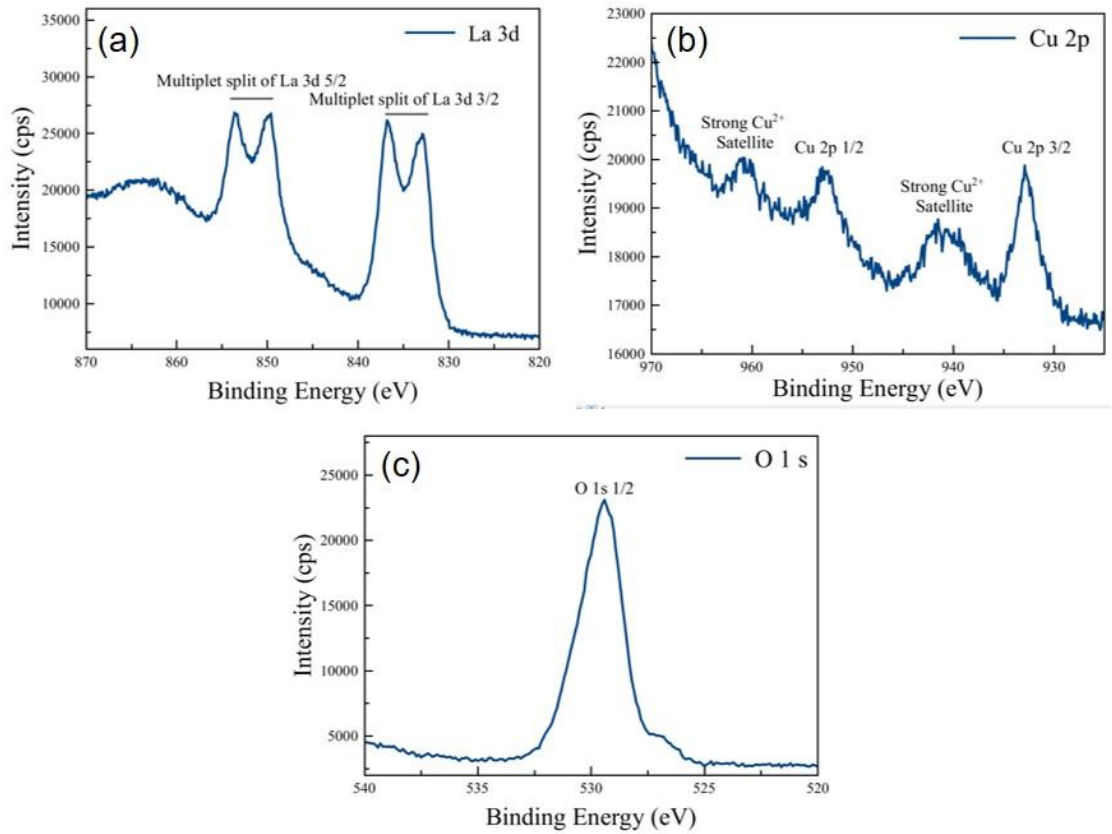 (a)
La 3d
Multiplet split of La 3d 5/2
Multiplet split of La 3d 3/2
35000
30000
25000
20000
15000
10000
Intensity (cps)
870 860 850 840 830 820
Binding Energy (eV)
(b)
Cu 2p
Strong Cu²⁺
Satellite
Cu 2p 1/2
Strong Cu²⁺
Satellite
Cu 2p 3/2
23000
22000
21000
20000
19000
18000
17000
16000
Intensity (cps)
970 960 950 940 930
Binding Energy (eV)
(c)
O 1 s
O 1s 1/2
25000
20000
15000
10000
5000
Intensity (cps)
540 535 530 525 520
Binding Energy (eV)